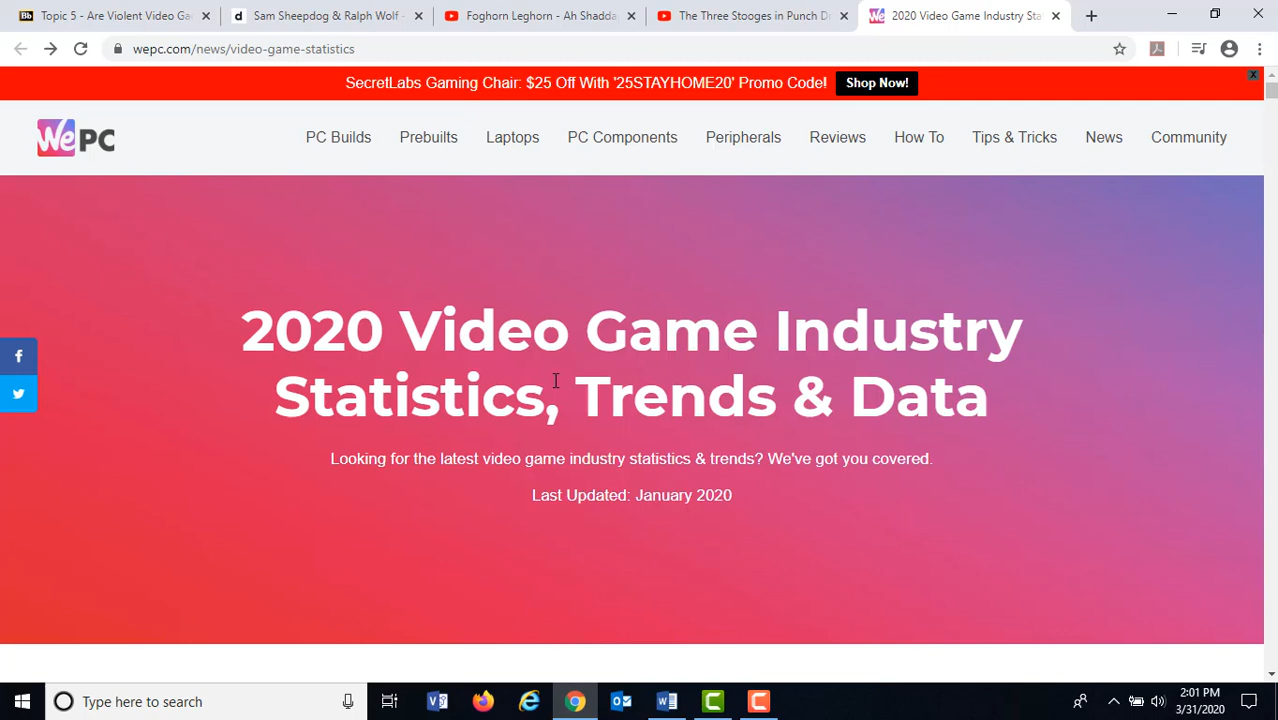 Bb Topic 5 - Are Violent Video Ga
d Sam Sheepdog & Ralph Wolf -
Foghorn Leghorn - Ah Shadda
The Three Stooges in Punch D
2020 Video Game Industry Sta
wepc.com/news/video-game-statistics
SecretLabs Gaming Chair: $25 Off With '25STAYHOME20' Promo Code! Shop Now! X
WePC PC Builds Prebuilts Laptops PC Components Peripherals Reviews How To Tips & Tricks News Community
2020 Video Game Industry
Statistics, Trends & Data
Looking for the latest video game industry statistics & trends? We've got you covered.
Last Updated: January 2020
Type here to search
2:01 PM
3/31/2020